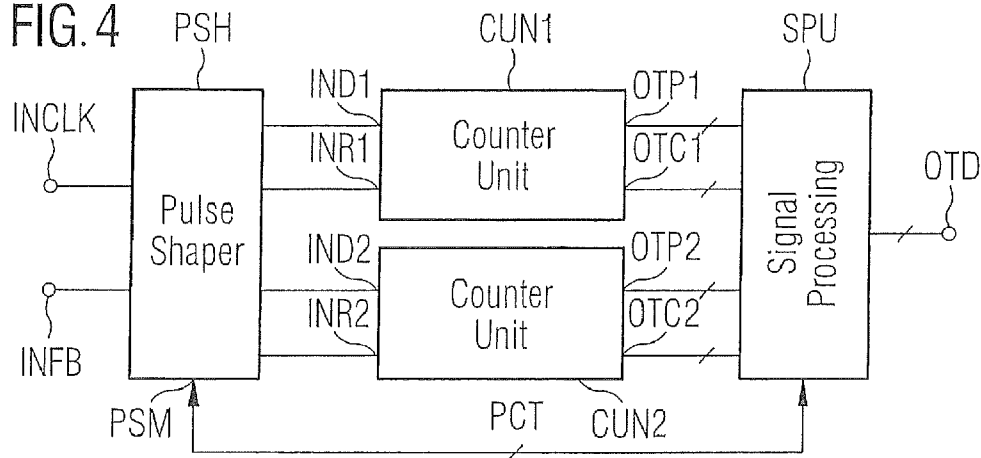 FIG. 4
PSH
CUN1
SPU
INCLK
IND1
OTP1
INR1
Counter
Unit
OTC1
OTD
Pulse
Shaper
Signal
Processing
IND2
OTP2
INR2
Counter
Unit
OTC2
INFB
PSM
PCT
CUN2